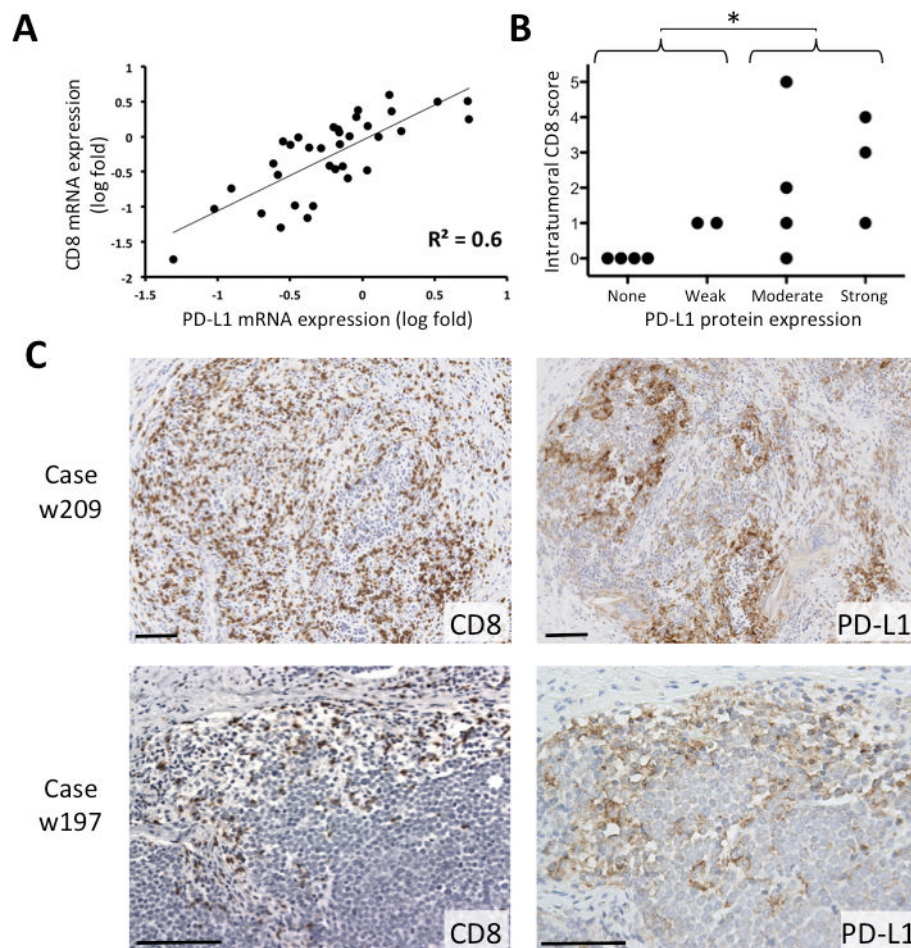 A
CD8 mRNA expression
(log fold)
1
0.5
0
-0.5
-1
-1.5
-2
-1.5
-1
-0.5
0
0.5
1
R² = 0.6
PD-L1 mRNA expression (log fold)
B
*
Intratumoral CD8 score
5
4
3
2
1
0
None
Weak
Moderate
Strong
PD-L1 protein expression
C
Case
w209
CD8
PD-L1
Case
w197
CD8
PD-L1